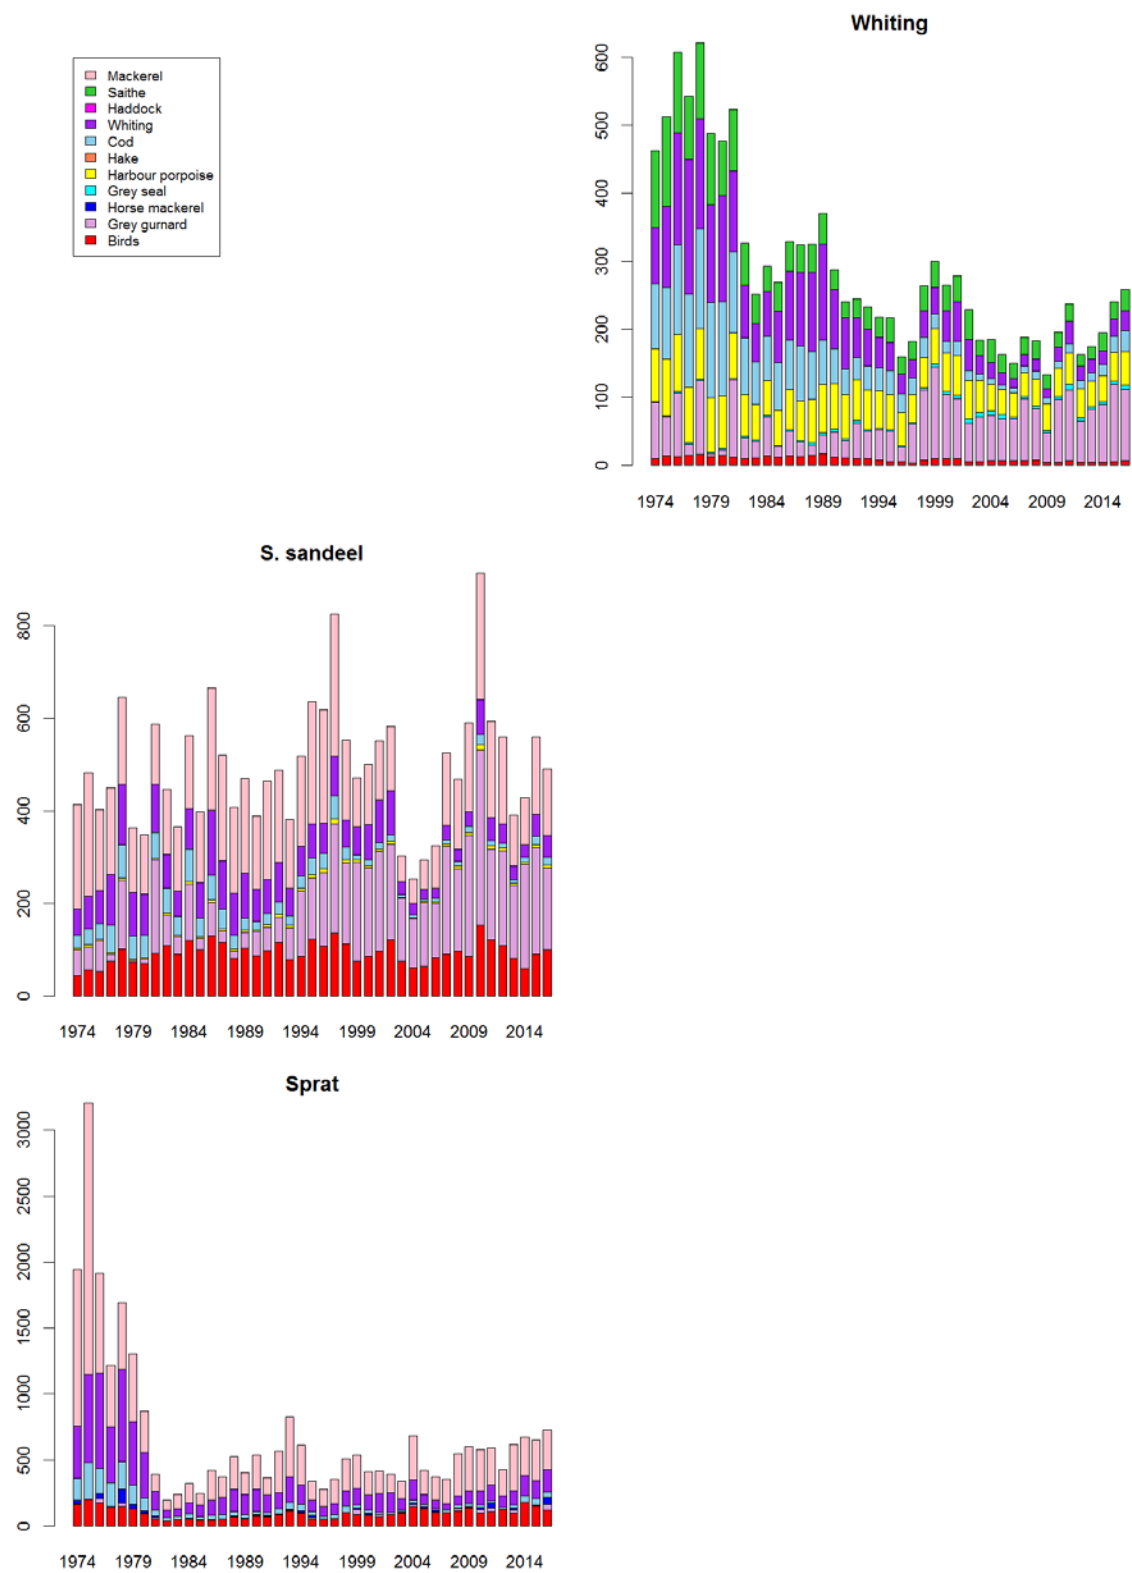 Whiting
Mackerel
Saithe
Haddock
Whiting
Cod
Hake
Harbour porpoise
Grey seal
Horse mackerel
Grey gurnard
Birds
600
500
400
300
200
100
0
1974 1979 1984 1989 1994 1999 2004 2009 2014
S. sandeel
800
600
400
200
0
1974 1979 1984 1989 1994 1999 2004 2009 2014
Sprat
3000
2500
2000
1500
1000
500
0
1974 1979 1984 1989 1994 1999 2004 2009 2014